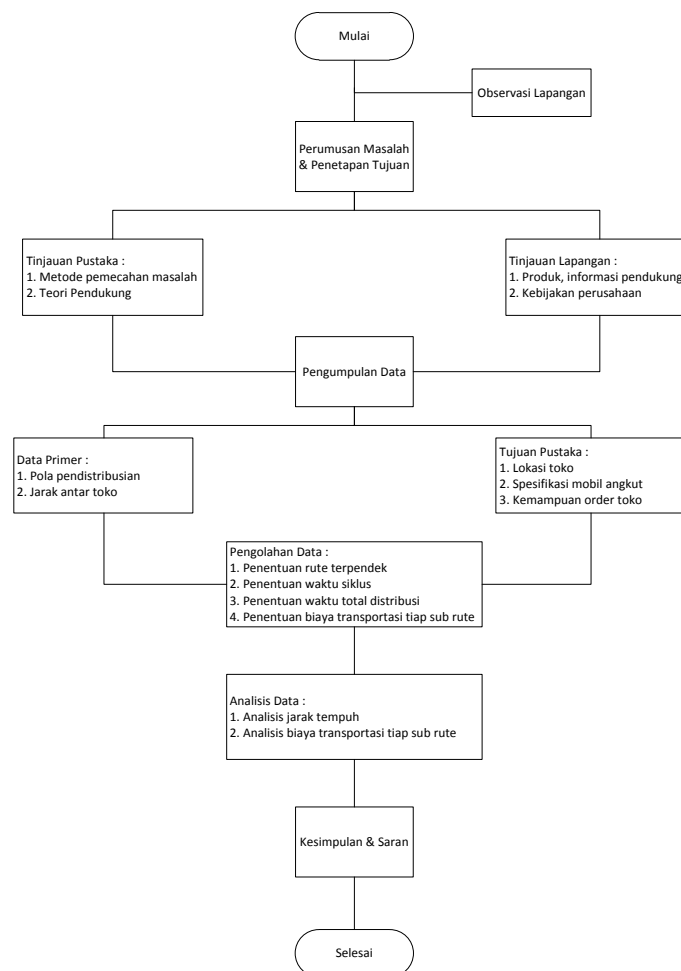 Mulai
Observasi Lapangan
Perumusan Masalah
& Penetapan Tujuan
Tinjauan Pustaka :
1. Metode pemecahan masalah
2. Teori Pendukung
Tinjauan Lapangan :
1. Produk, informasi pendukung
2. Kebijakan perusahaan
Pengumpulan Data
Data Primer :
1. Pola pendistribusian
2. Jarak antar toko
Tujuan Pustaka :
1. Lokasi toko
2. Spesifikasi mobil angkut
3. Kemampuan order toko
Pengolahan Data :
1. Penentuan rute terpendek
2. Penentuan waktu siklus
3. Penentuan waktu total distribusi
4. Penentuan biaya transportasi tiap sub rute
Analisis Data :
1. Analisis jarak tempuh
2. Analisis biaya transportasi tiap sub rute
Kesimpulan & Saran
Selesai